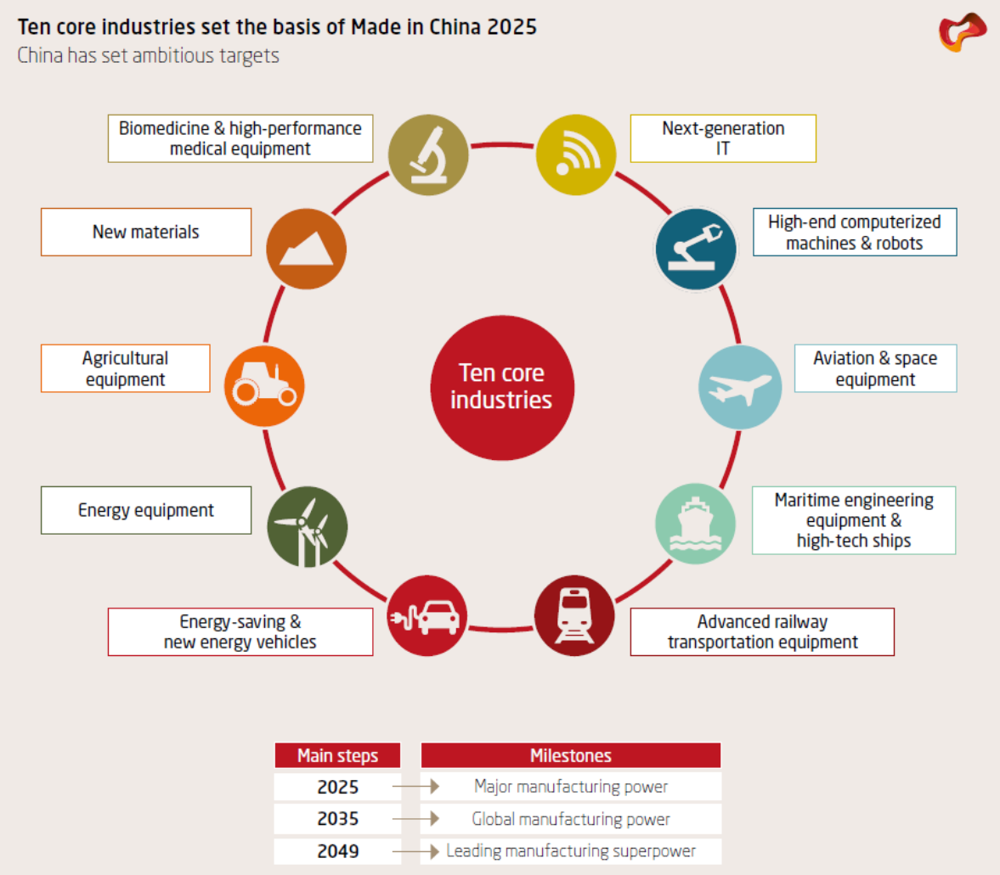 Ten core industries set the basis of Made in China 2025
China has set ambitious targets
Biomedicine & high-performance
medical equipment
Next-generation
IT
New materials
High-end computerized
machines & robots
Agricultural
equipment
Ten core
industries
Aviation & space
equipment
Energy equipment
Maritime engineering
equipment &
high-tech ships
Energy-saving &
new energy vehicles
Advanced railway
transportation equipment
Main steps Milestones
2025 Major manufacturing power
2035 Global manufacturing power
2049 Leading manufacturing superpower